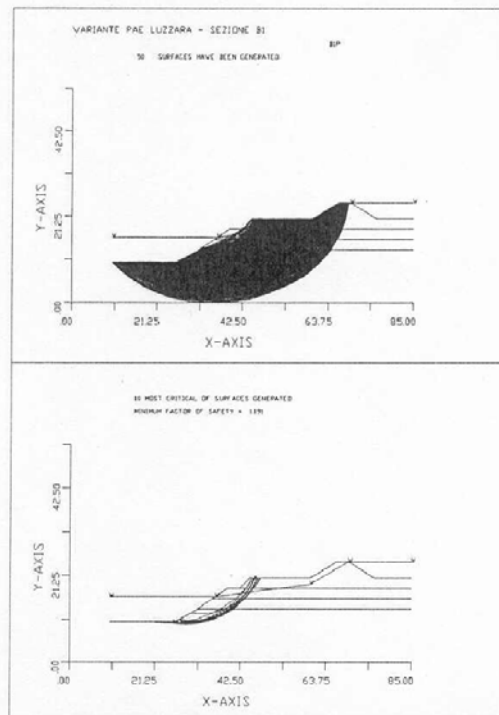 VARIANTE PAE LUZZARA - SEZIONE B1
50 SURFACES HAVE BEEN GENERATED
42.50
21.25
.00
Y-AXIS
.00 21.25 42.50 63.75 85.00
X-AXIS
10 MOST CRITICAL OF SURFACES GENERATED
MINIMUM FACTOR OF SAFETY =
42.50
21.25
.00
Y-AXIS
.00 21.25 42.50 63.75 85.00
X-AXIS